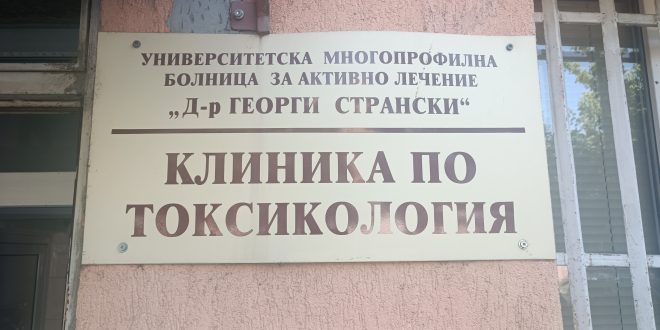 УНИВЕРСИТЕТСКА МНОГОПРОФИЛНА
БОЛНИЦА ЗА АКТИВНО ЛЕЧЕНИЕ
„Д-р ГЕОРГИ СТРАНСКИ“
КЛИНИКА ПО
ТОКСИКОЛОГИЯ